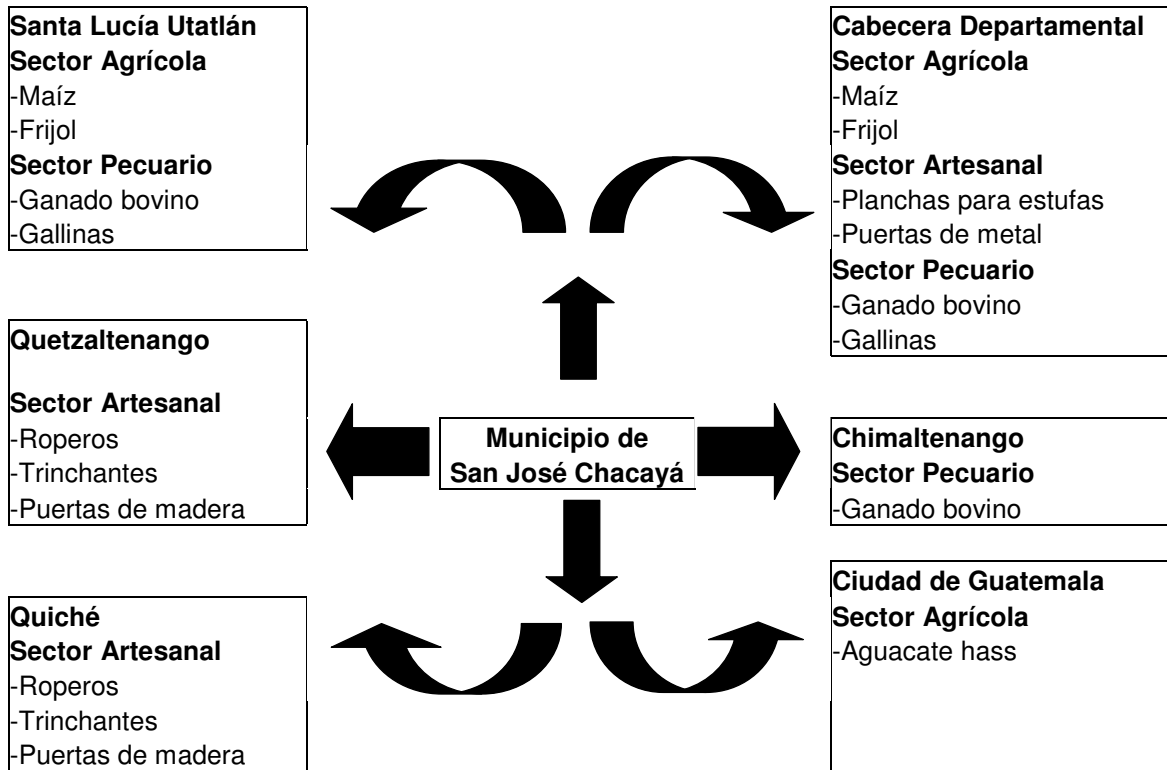 Santa Lucía Utatlán
Sector Agrícola
-Maíz
-Frijol
Sector Pecuario
-Ganado bovino
-Gallinas
Cabecera Departamental
Sector Agrícola
-Maíz
-Frijol
Sector Artesanal
-Planchas para estufas
-Puertas de metal
Sector Pecuario
-Ganado bovino
-Gallinas
Quetzaltenango
Sector Artesanal
-Roperos
-Trinchantes
-Puertas de madera
Municipio de
San José Chacayá
Chimaltenango
Sector Pecuario
-Ganado bovino
Quiché
Sector Artesanal
-Roperos
-Trinchantes
-Puertas de madera
Ciudad de Guatemala
Sector Agrícola
-Aguacate hass